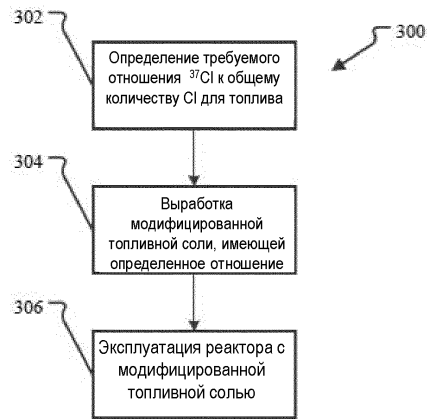 302
Определение требуемого
отношения ³⁷Cl к общему
количеству Cl для топлива
300
304
Выработка
модифицированной
топливной соли, имеющей
определенное отношение
306
Эксплуатация реактора с
модифицированной
топливной солью